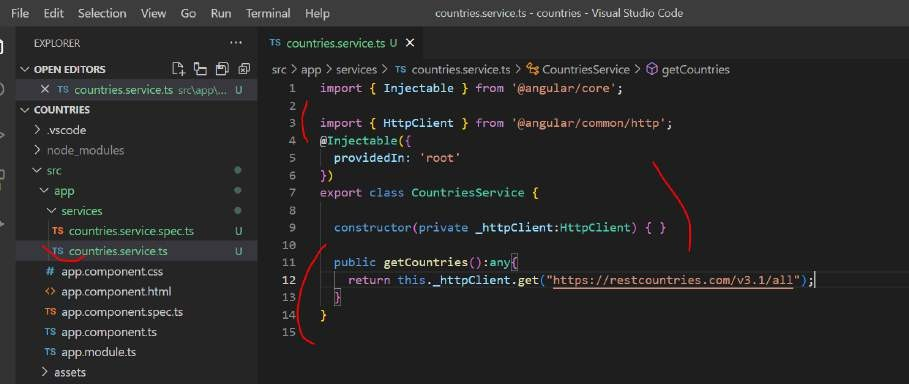 File Edit Selection View Go Run Terminal Help
countries.service.ts - countries - Visual Studio Code
EXPLORER
OPEN EDITORS
countries.service.ts src\app\... U
COUNTRIES
.vscode
node_modules
src
app
services
TS countries.service.spec.ts U
TS countries.service.ts U
# app.component.css
<> app.component.html
TS app.component.spec.ts
TS app.component.ts
TS app.module.ts
assets
TS countries.service.ts U
src > app > services > TS countries.service.ts > CountriesService > getCountries
1 import { Injectable } from '@angular/core';
2
3 import { HttpClient } from '@angular/common/http';
4 @Injectable({
5 providedIn: 'root'
6 })
7 export class CountriesService {
8
9 constructor(private _httpClient:HttpClient) { }
10
11 public getCountries():any{
12 return this._httpClient.get("https://restcountries.com/v3.1/all");
13 }
14 }
15